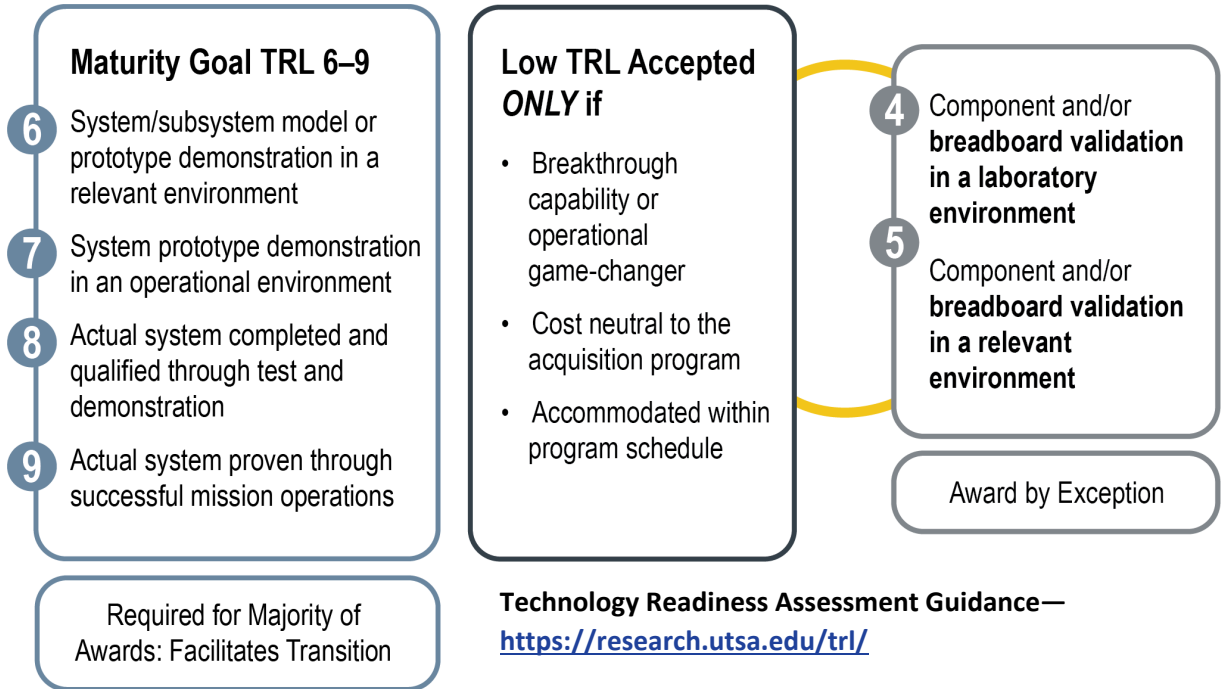 Maturity Goal TRL 6–9
6
System/subsystem model or
prototype demonstration in a
relevant environment
7
System prototype demonstration
in an operational environment
8
Actual system completed and
qualified through test and
demonstration
9
Actual system proven through
successful mission operations
Required for Majority of
Awards: Facilitates Transition
Low TRL Accepted
ONLY if
• Breakthrough
capability or
operational
game-changer
• Cost neutral to the
acquisition program
• Accommodated within
program schedule
4
Component and/or
breadboard validation
in a laboratory
environment
5
Component and/or
breadboard validation
in a relevant
environment
Award by Exception
Technology Readiness Assessment Guidance—
https://research.utsa.edu/trl/